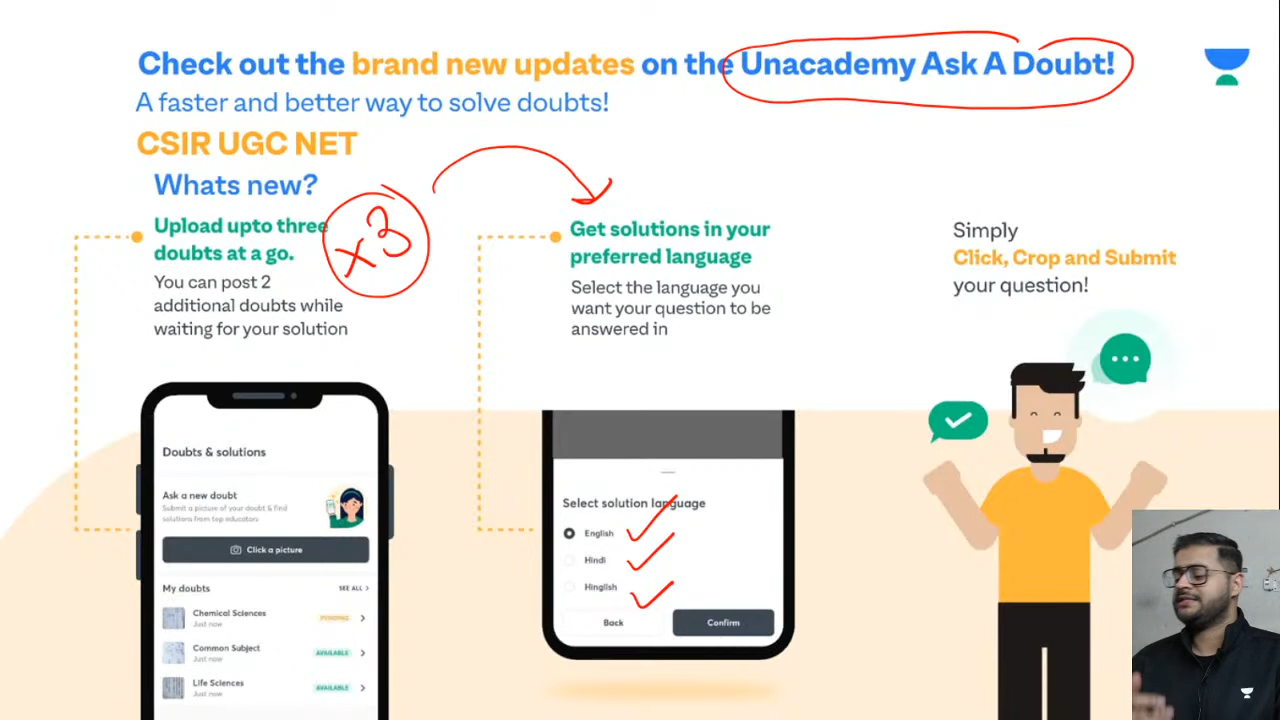 Check out the brand new updates on the Unacademy Ask A Doubt!
A faster and better way to solve doubts!
CSIR UGC NET
Whats new?
Upload upto three
doubts at a go.
x3
You can post 2
additional doubts while
waiting for your solution
Get solutions in your
preferred language
Select the language you
want your question to be
answered in
Simply
Click, Crop and Submit
your question!
Doubts & solutions
Ask a new doubt
Submit a picture of your doubt & find
solutions from top educators
Click a picture
My doubts SEE ALL >
Chemical Sciences
Just now
PENDING
Common Subject
Just now
AVAILABLE
Life Sciences
Just now
AVAILABLE
Select solution language
English
Hindi
Hinglish
Back Confirm